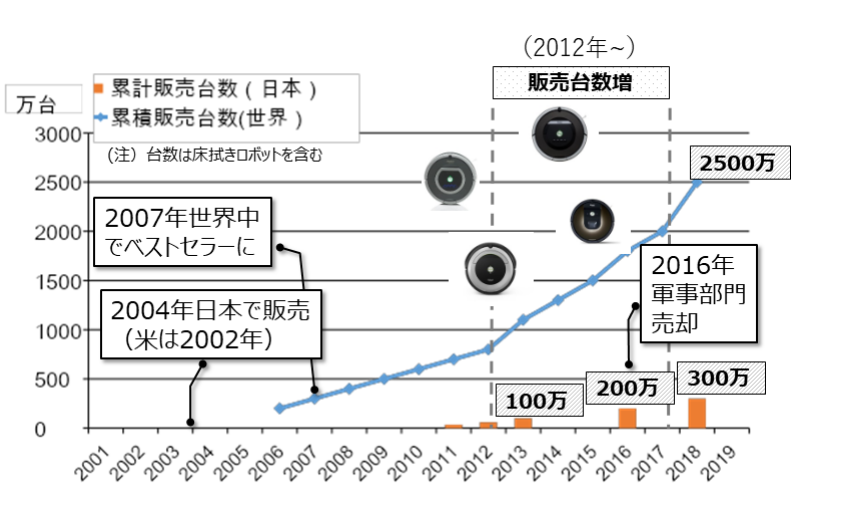 （2012年~）
販売台数増
万台
累計販売台数（日本）
累積販売台数(世界）
（注）台数は床拭きロボットを含む
3000
2500
2000
1500
1000
500
0
2500万
2007年世界中
でベストセラーに
2004年日本で販売
（米は2002年）
2016年
軍事部門
売却
100万
200万
300万
2001
2002
2003
2004
2005
2006
2007
2008
2009
2010
2011
2012
2013
2014
2015
2016
2017
2018
2019